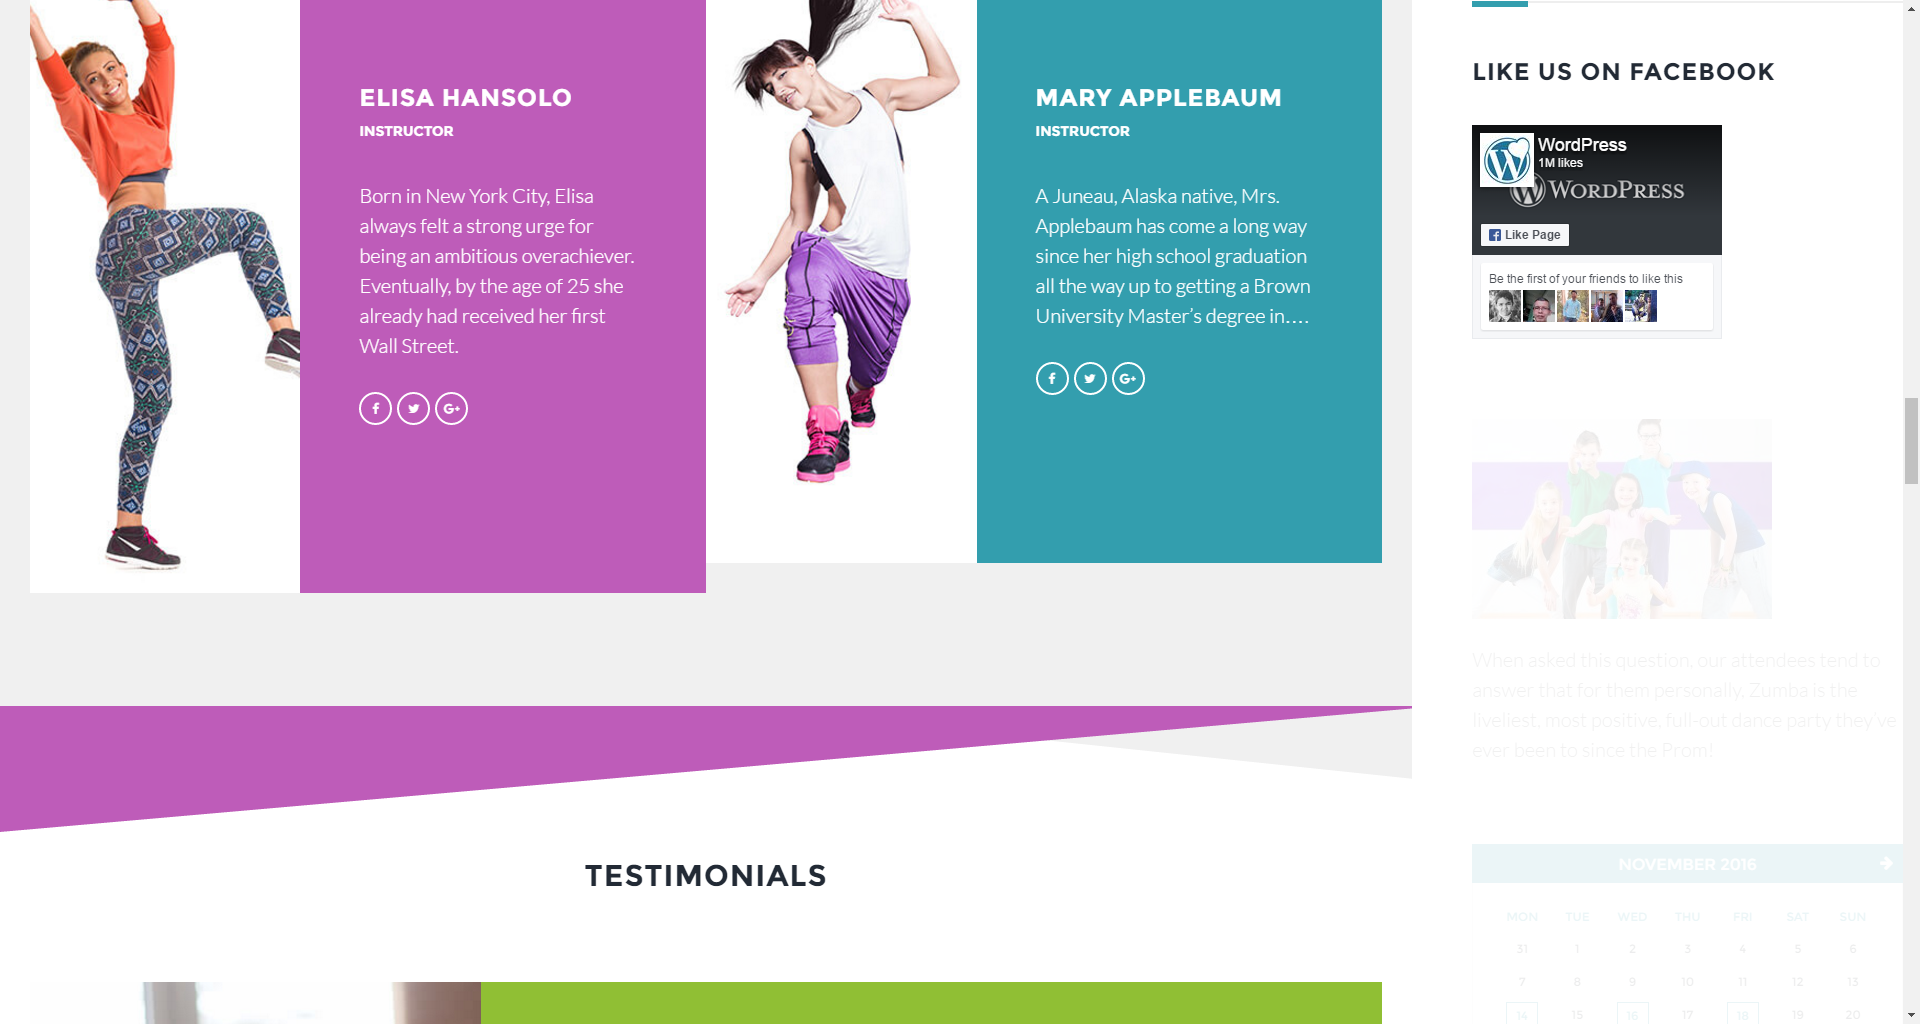 ELISA HANSOLO
INSTRUCTOR
Born in New York City, Elisa
always felt a strong urge for
being an ambitious overachiever.
Eventually, by the age of 25 she
already had received her first
Wall Street.
MARY APPLEBAUM
INSTRUCTOR
A Juneau, Alaska native, Mrs.
Applebaum has come a long way
since her high school graduation
all the way up to getting a Brown
University Master's degree in….
TESTIMONIALS
LIKE US ON FACEBOOK
WordPress
1M likes
WORDPRESS
Like Page
Be the first of your friends to like this
When asked this question, our attendees tend to
answer that for them personally, Zumba is the
liveliest, most positive, full-out dance party they've
ever been to since the Prom!
NOVEMBER 2016
MON TUE WED THU FRI SAT SUN
31 1 2 3 4 5 6
7 8 9 10 11 12 13
14 15 16 17 18 19 20